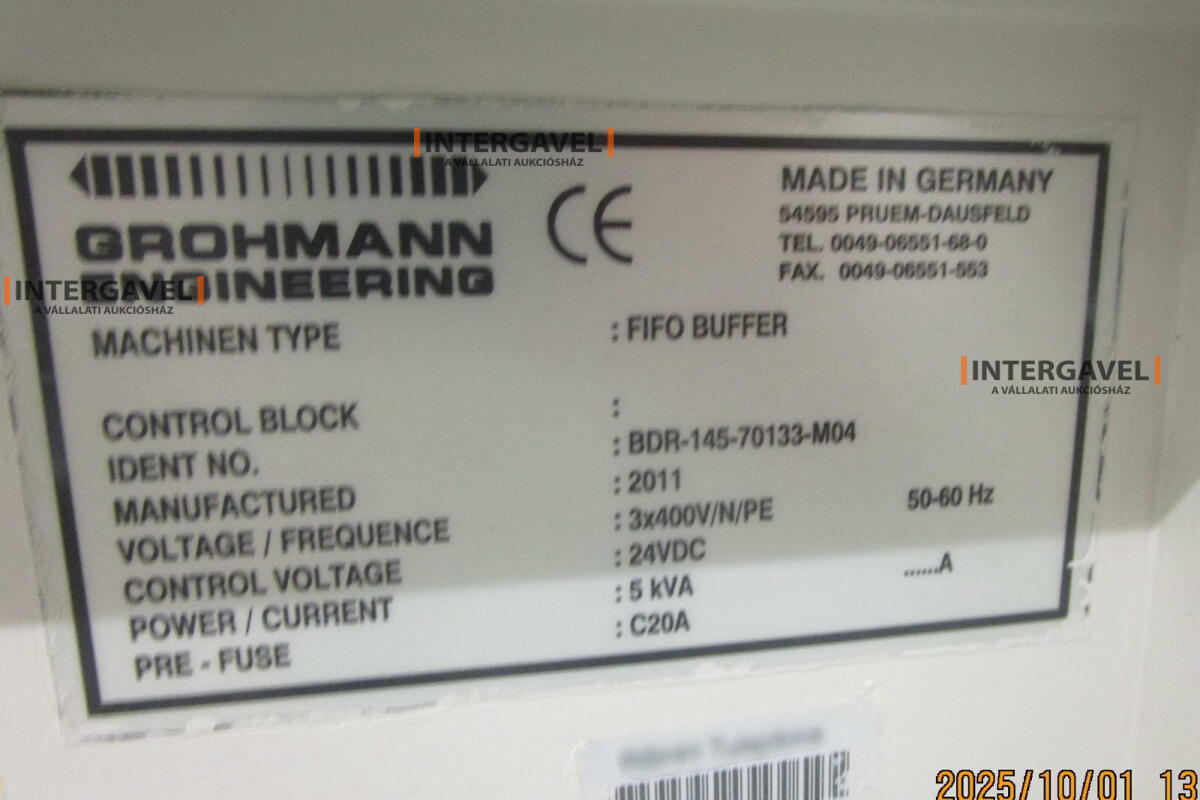 INTERGAVEL
A VÁLLALATI AUKCIÓSHÁZ
GROHMANN
ENGINEERING
CE
MADE IN GERMANY
54595 PRUEM-DAUSFELD
TEL. 0049-06551-68-0
FAX. 0049-06551-553
INTERGAVEL
A VÁLLALATI AUKCIÓSHÁZ
MACHINEN TYPE : FIFO BUFFER
INTERGAVEL
A VÁLLALATI AUKCIÓSHÁZ
CONTROL BLOCK :
IDENT NO. : BDR-145-70133-M04
MANUFACTURED : 2011
VOLTAGE / FREQUENCE : 3x400V/N/PE 50-60 Hz
CONTROL VOLTAGE : 24VDC
POWER / CURRENT : 5 kVA ......A
PRE - FUSE : C20A
2025/10/01 13